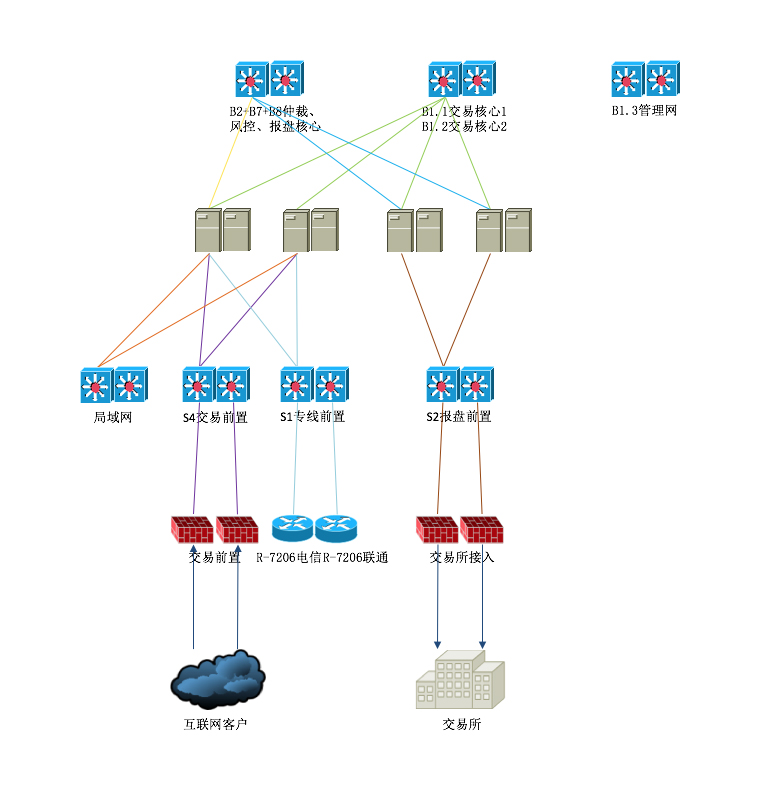 B2+B7+B8仲裁、
风控、报盘核心
B1.1交易核心1
B1.2交易核心2
B1.3管理网
局域网
S4交易前置
S1专线前置
S2报盘前置
交易前置
R-7206电信
R-7206联通
交易所接入
互联网客户
交易所